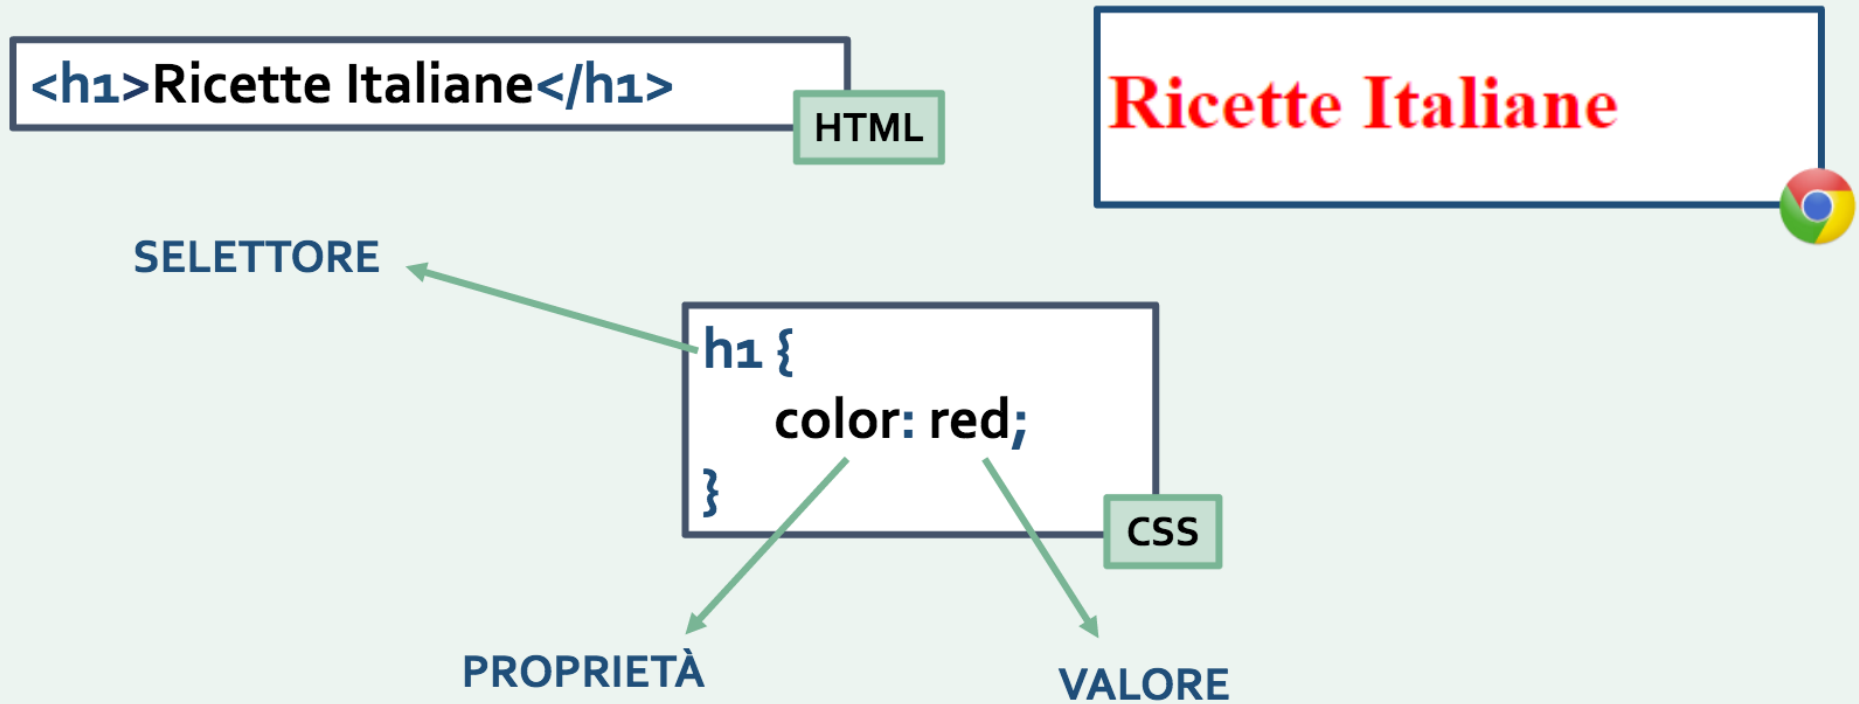 <h1>Ricette Italiane</h1>
HTML
Ricette Italiane
SELETTORE
h1 {
color: red;
}
CSS
PROPRIETÀ
VALORE